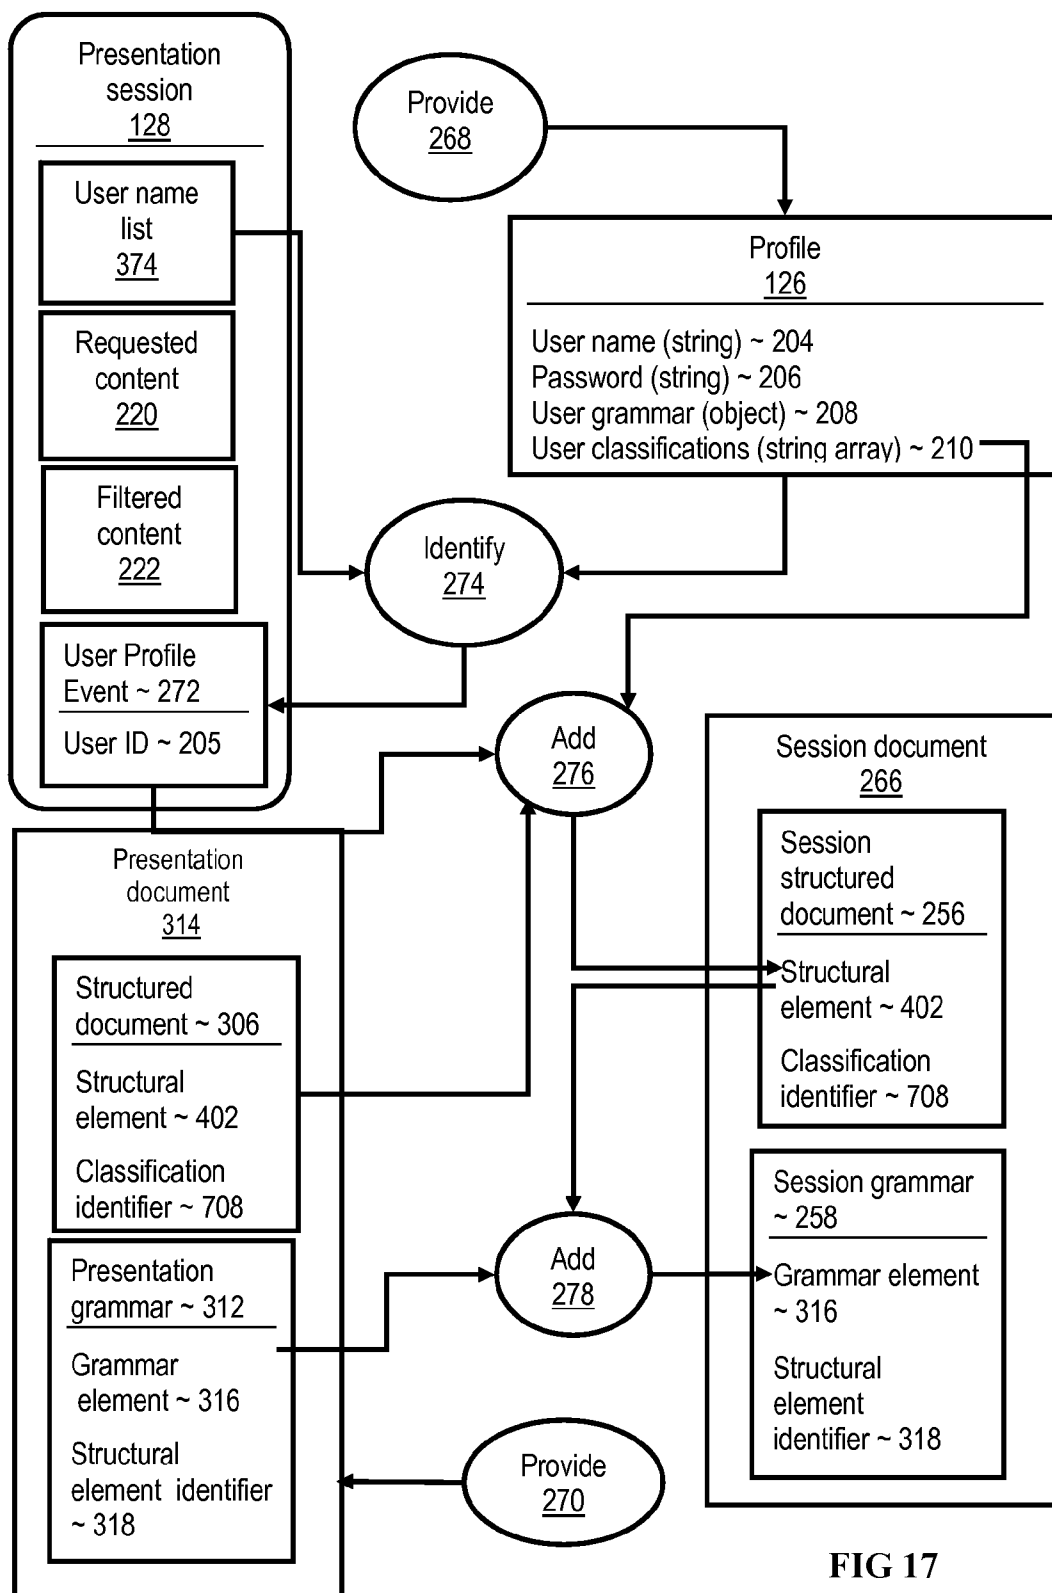 Presentation
session
128
User name
list
374
Requested
content
220
Filtered
content
222
User Profile
Event ~ 272
User ID ~ 205
Provide
268
Profile
126
User name (string) ~ 204
Password (string) ~ 206
User grammar (object) ~ 208
User classifications (string array) ~ 210
Identify
274
Add
276
Presentation
document
314
Structured
document ~ 306
Structural
element ~ 402
Classification
identifier ~ 708
Presentation
grammar ~ 312
Grammar
element ~ 316
Structural
element identifier
~ 318
Add
278
Provide
270
Session document
266
Session
structured
document ~ 256
Structural
element ~ 402
Classification
identifier ~ 708
Session grammar
~ 258
Grammar element
~ 316
Structural
element
identifier ~ 318
FIG 17